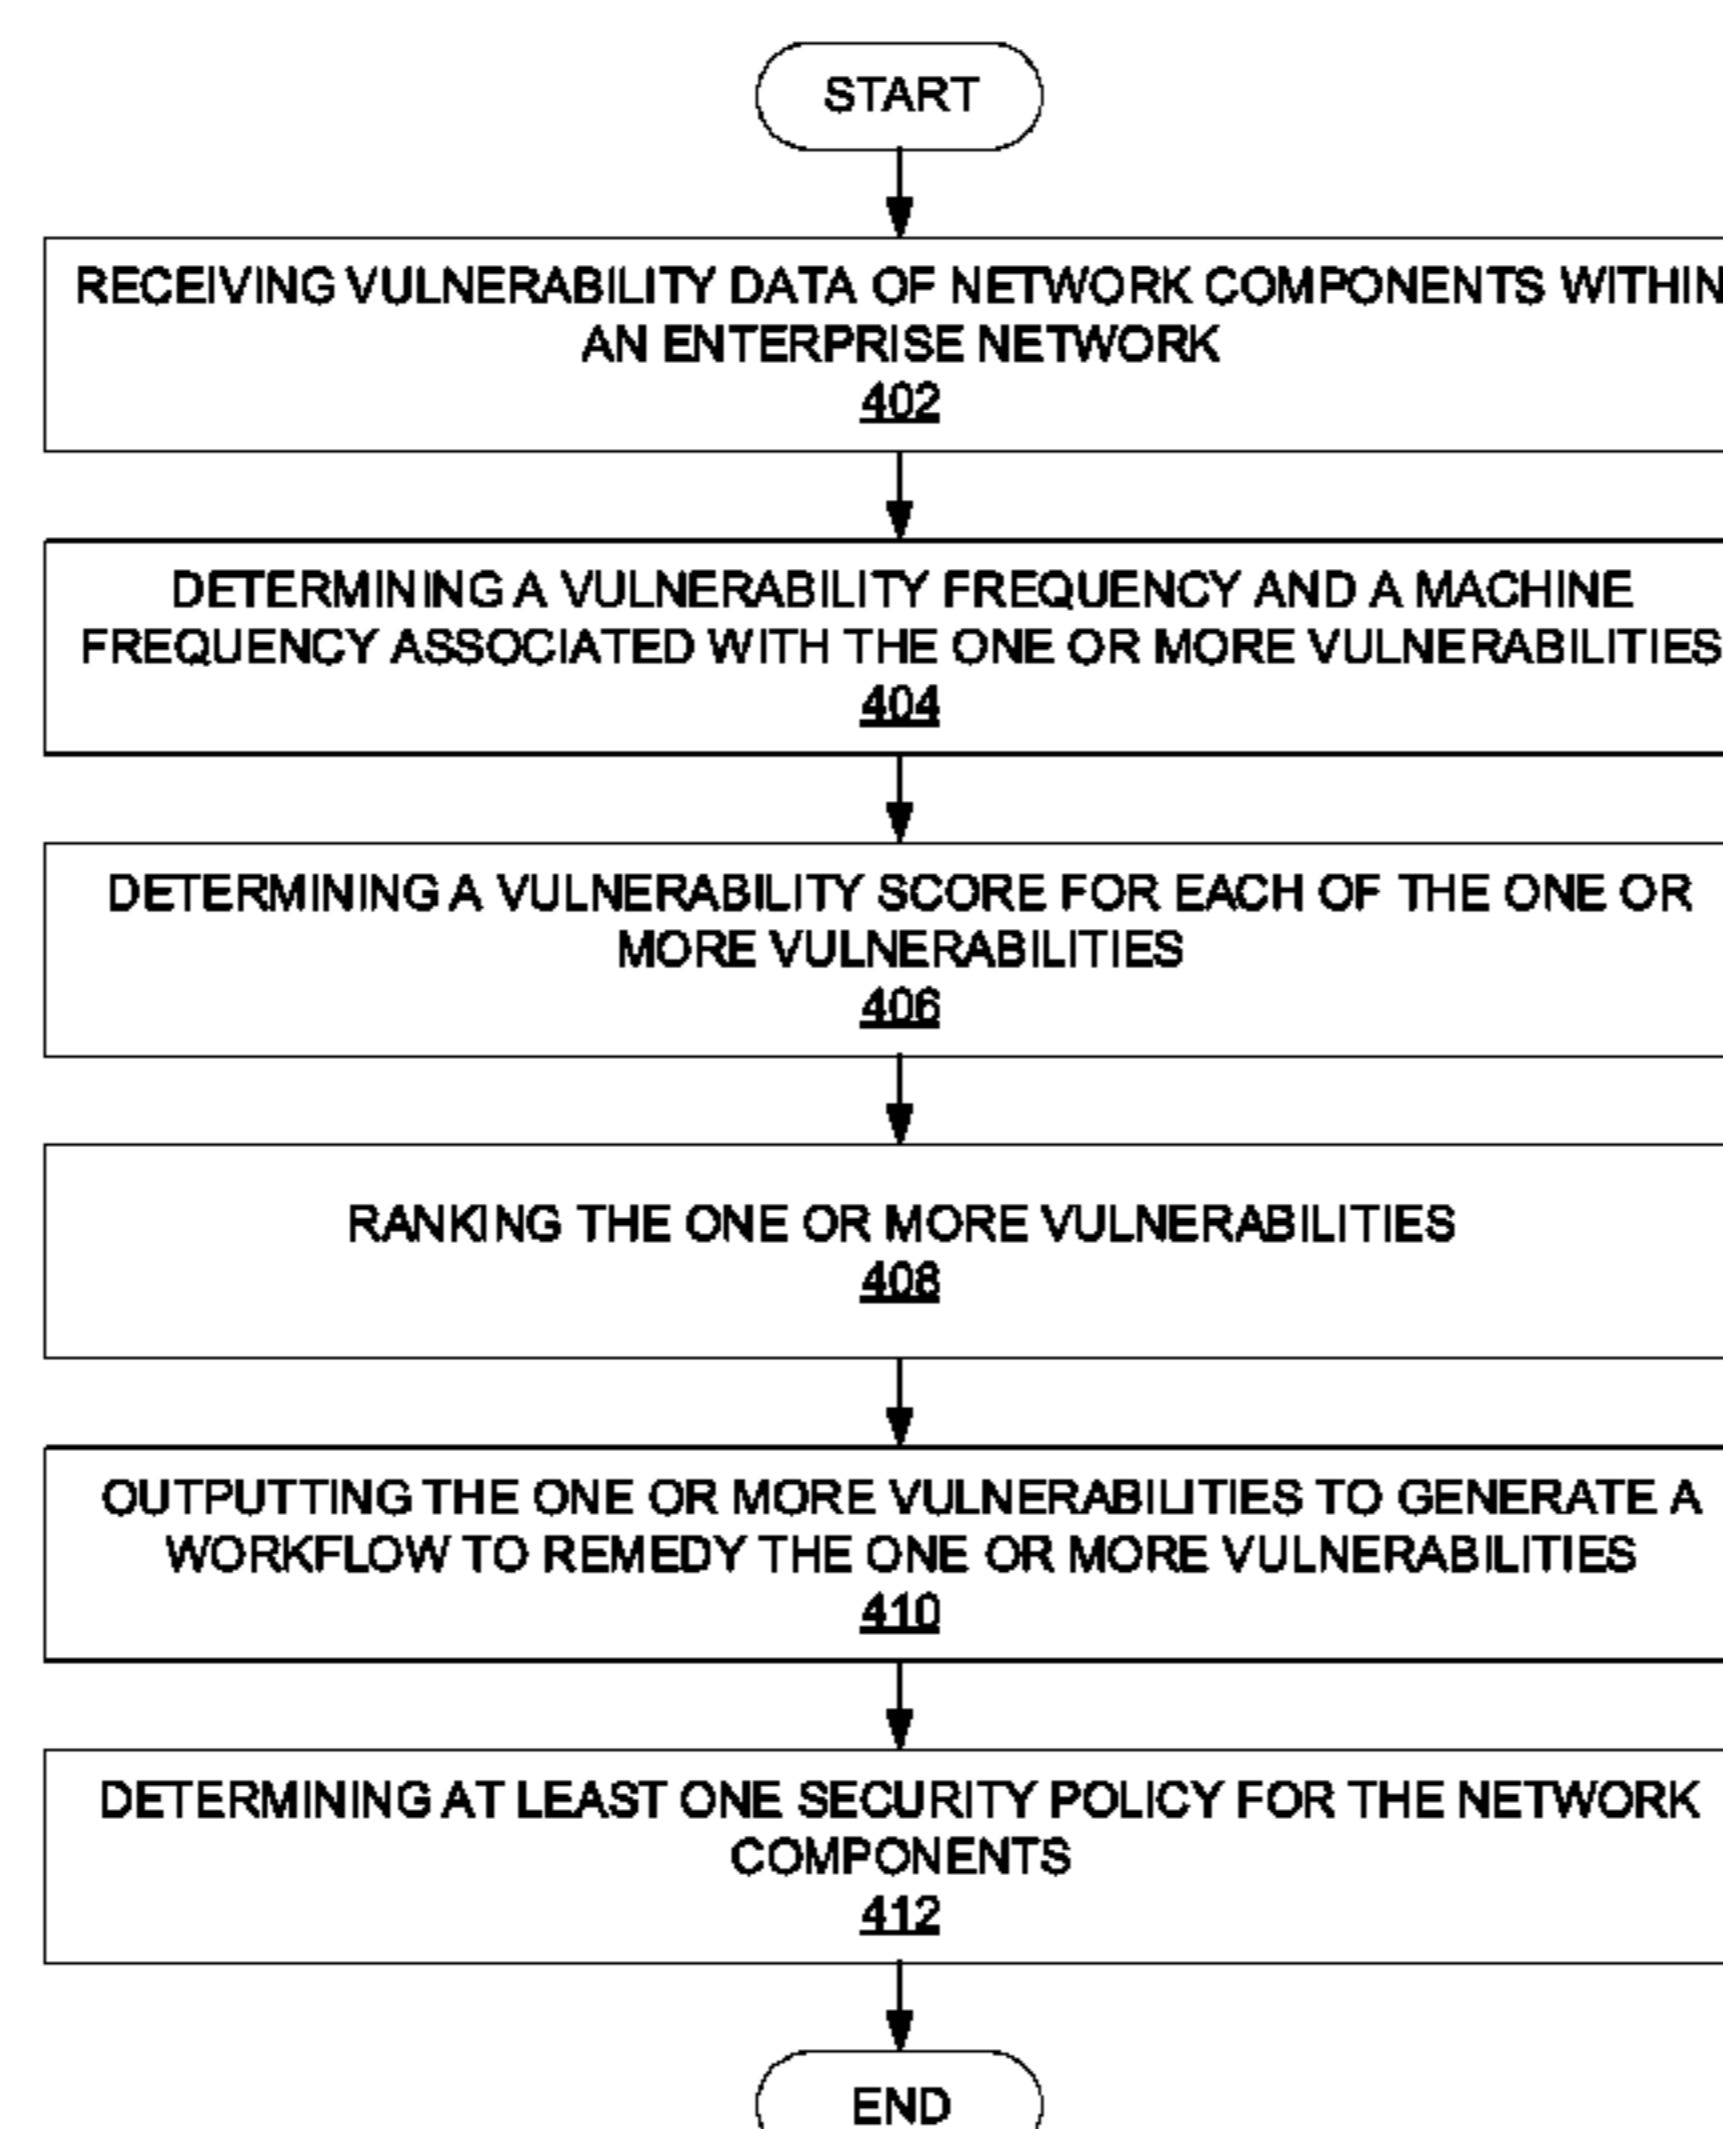 START
RECEIVING VULNERABILITY DATA OF NETWORK COMPONENTS WITHIN
AN ENTERPRISE NETWORK
402
DETERMINING A VULNERABILITY FREQUENCY AND A MACHINE
FREQUENCY ASSOCIATED WITH THE ONE OR MORE VULNERABILITIES
404
DETERMINING A VULNERABILITY SCORE FOR EACH OF THE ONE OR
MORE VULNERABILITIES
406
RANKING THE ONE OR MORE VULNERABILITIES
408
OUTPUTTING THE ONE OR MORE VULNERABILITIES TO GENERATE A
WORKFLOW TO REMEDY THE ONE OR MORE VULNERABILITIES
410
DETERMINING AT LEAST ONE SECURITY POLICY FOR THE NETWORK
COMPONENTS
412
END